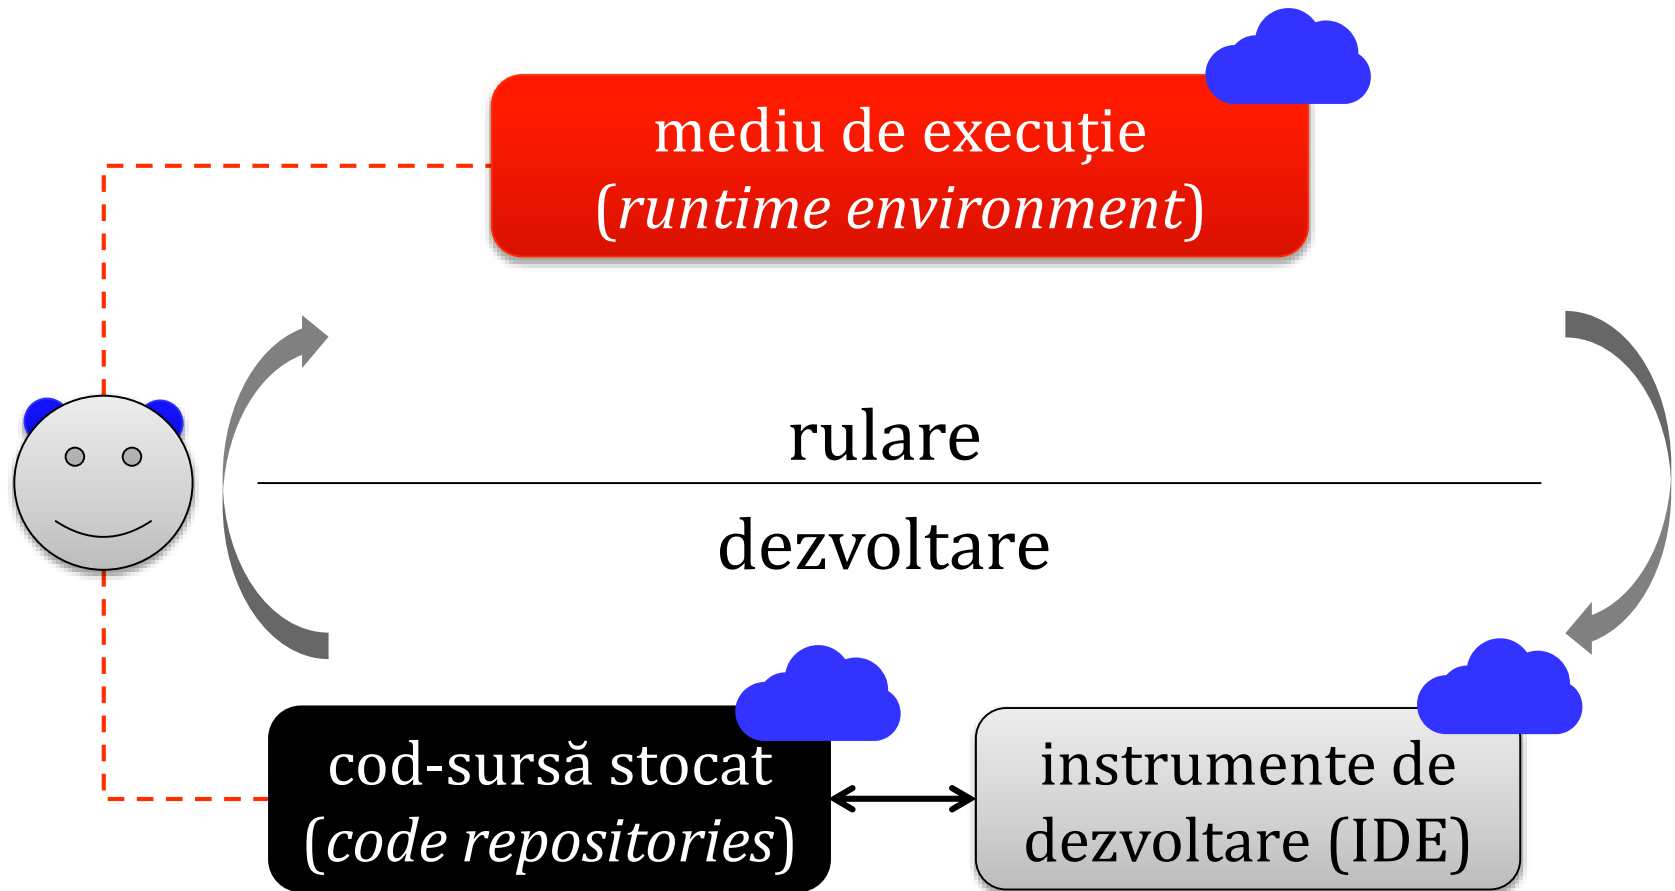 mediu de execuție
(runtime environment)
rulare
dezvoltare
cod-sursă stocat
(code repositories)
instrumente de
dezvoltare (IDE)